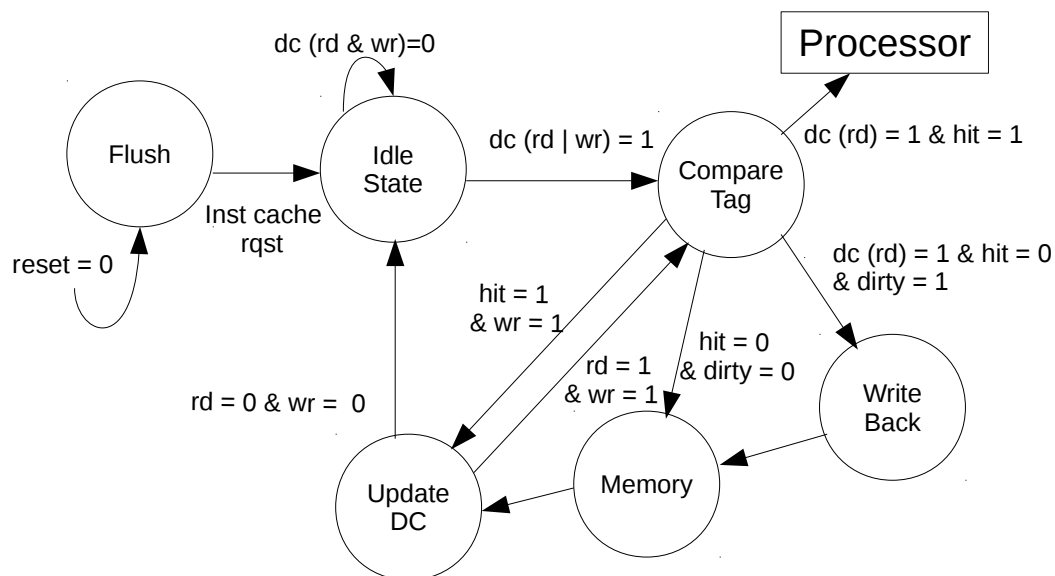 dc (rd & wr)=0
Processor
Flush
Idle
State
dc (rd | wr) = 1
Compare
Tag
dc (rd) = 1 & hit = 1
Inst cache
rqst
reset = 0
dc (rd) = 1 & hit = 0
& dirty = 1
hit = 1
& wr = 1
hit = 0
& dirty = 0
rd = 1
& wr = 1
rd = 0 & wr =  0
Write
Back
Memory
Update
DC